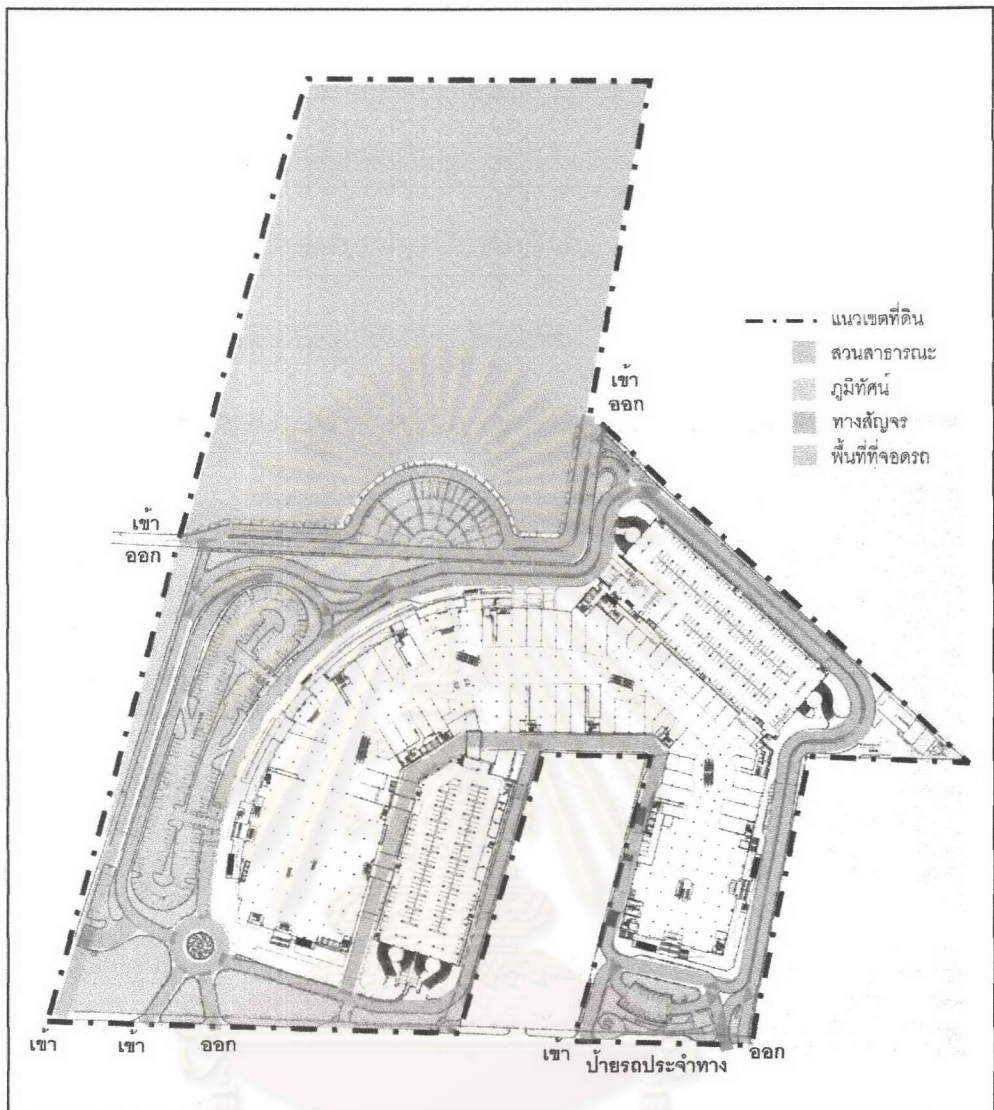 แนวเขตที่ดิน
สวนสาธารณะ
ภูมิทัศน์
ทางสัญจร
พื้นที่ที่จอดรถ
เข้า
ออก
เข้า
ออก
เข้า
เข้า
ออก
เข้า
ป้ายรถประจำทาง
ออก